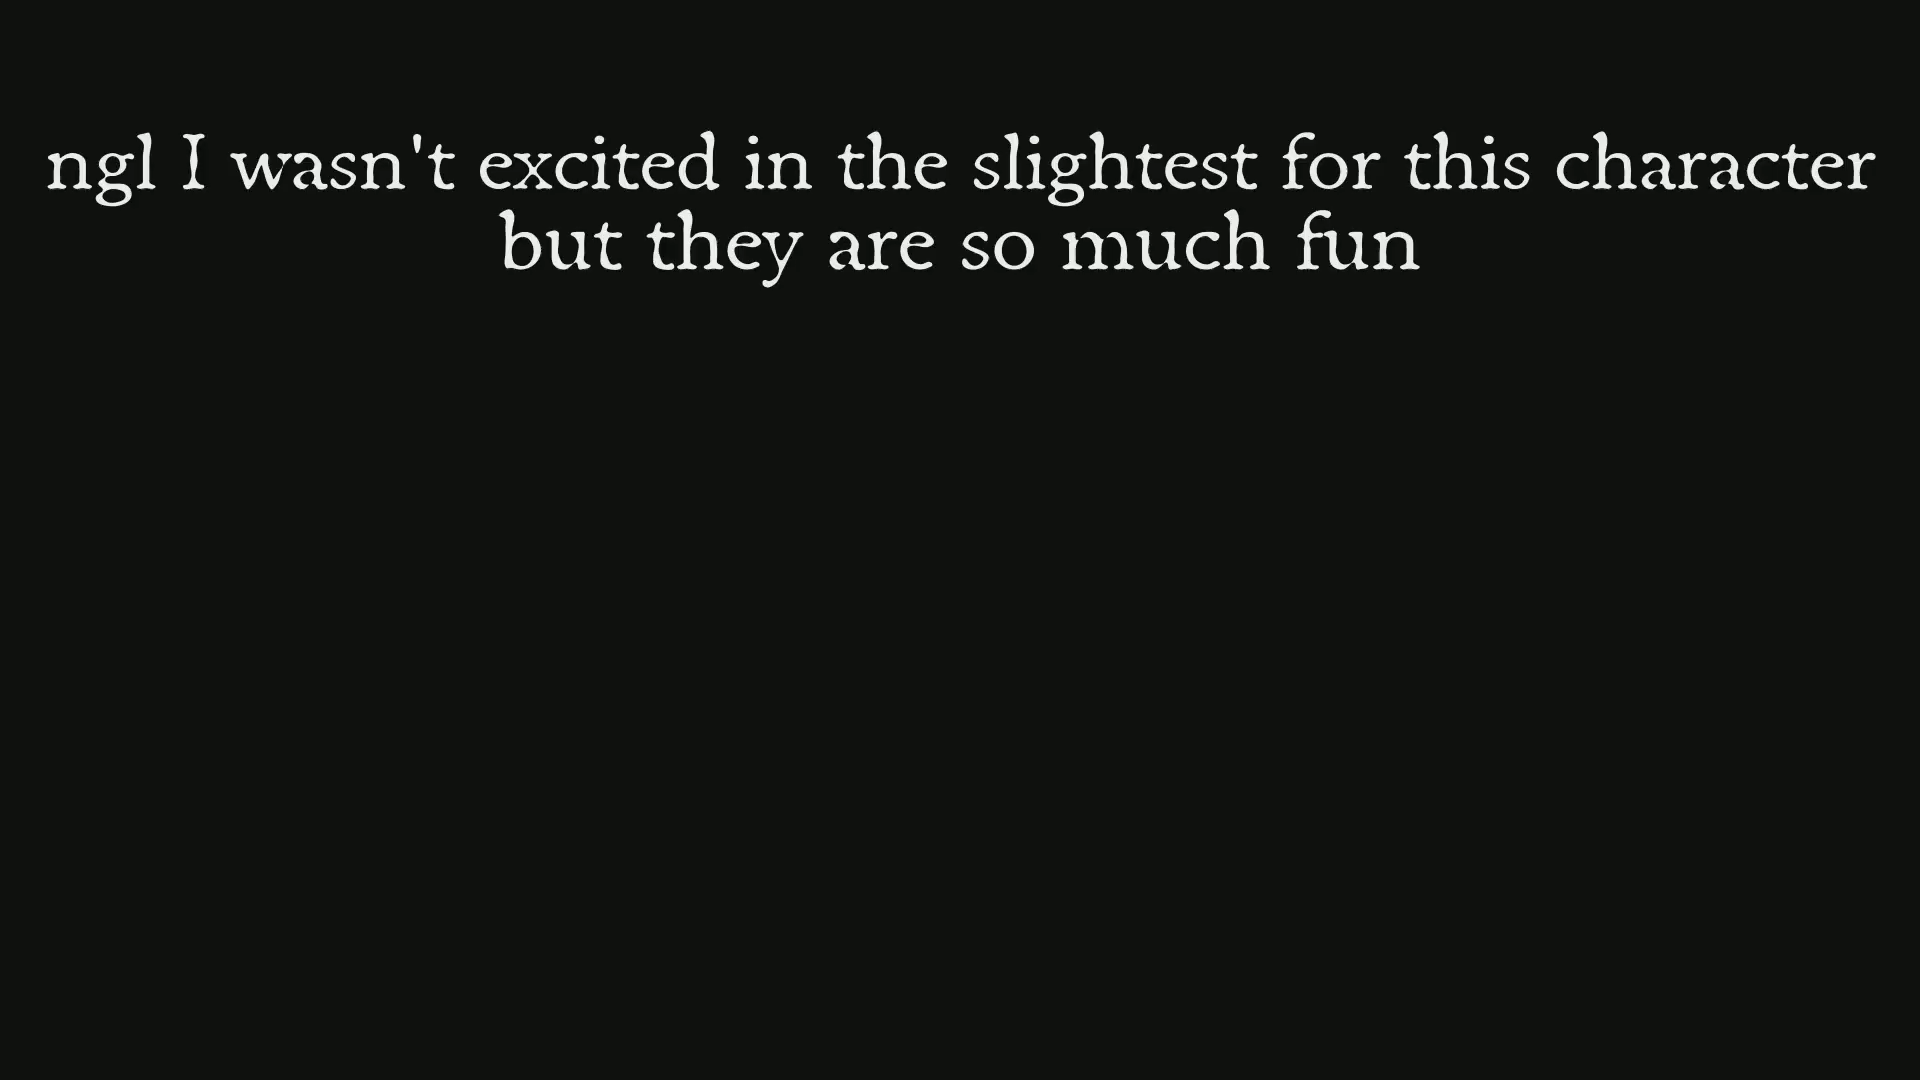 ngl I wasn't excited in the slightest for this character
but they are so much fun